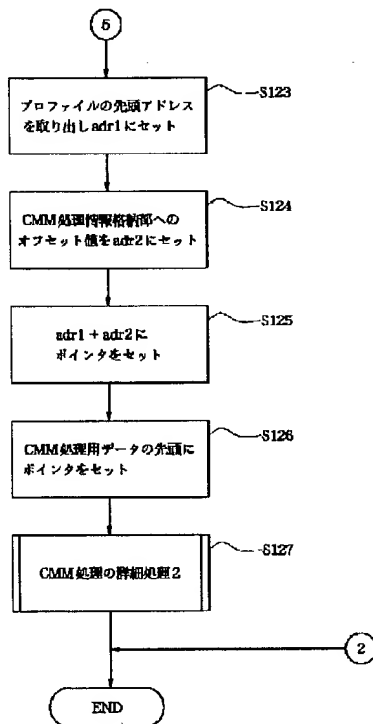 5
プロファイルの先頭アドレス
を取り出しadr1にセット
S123
CMM処理情報格納部への
オフセット値をadr2にセット
S124
adr1+adr2に
ポインタをセット
S125
CMM処理用データの先頭に
ポインタをセット
S126
CMM処理の詳細処理2
S127
2
END